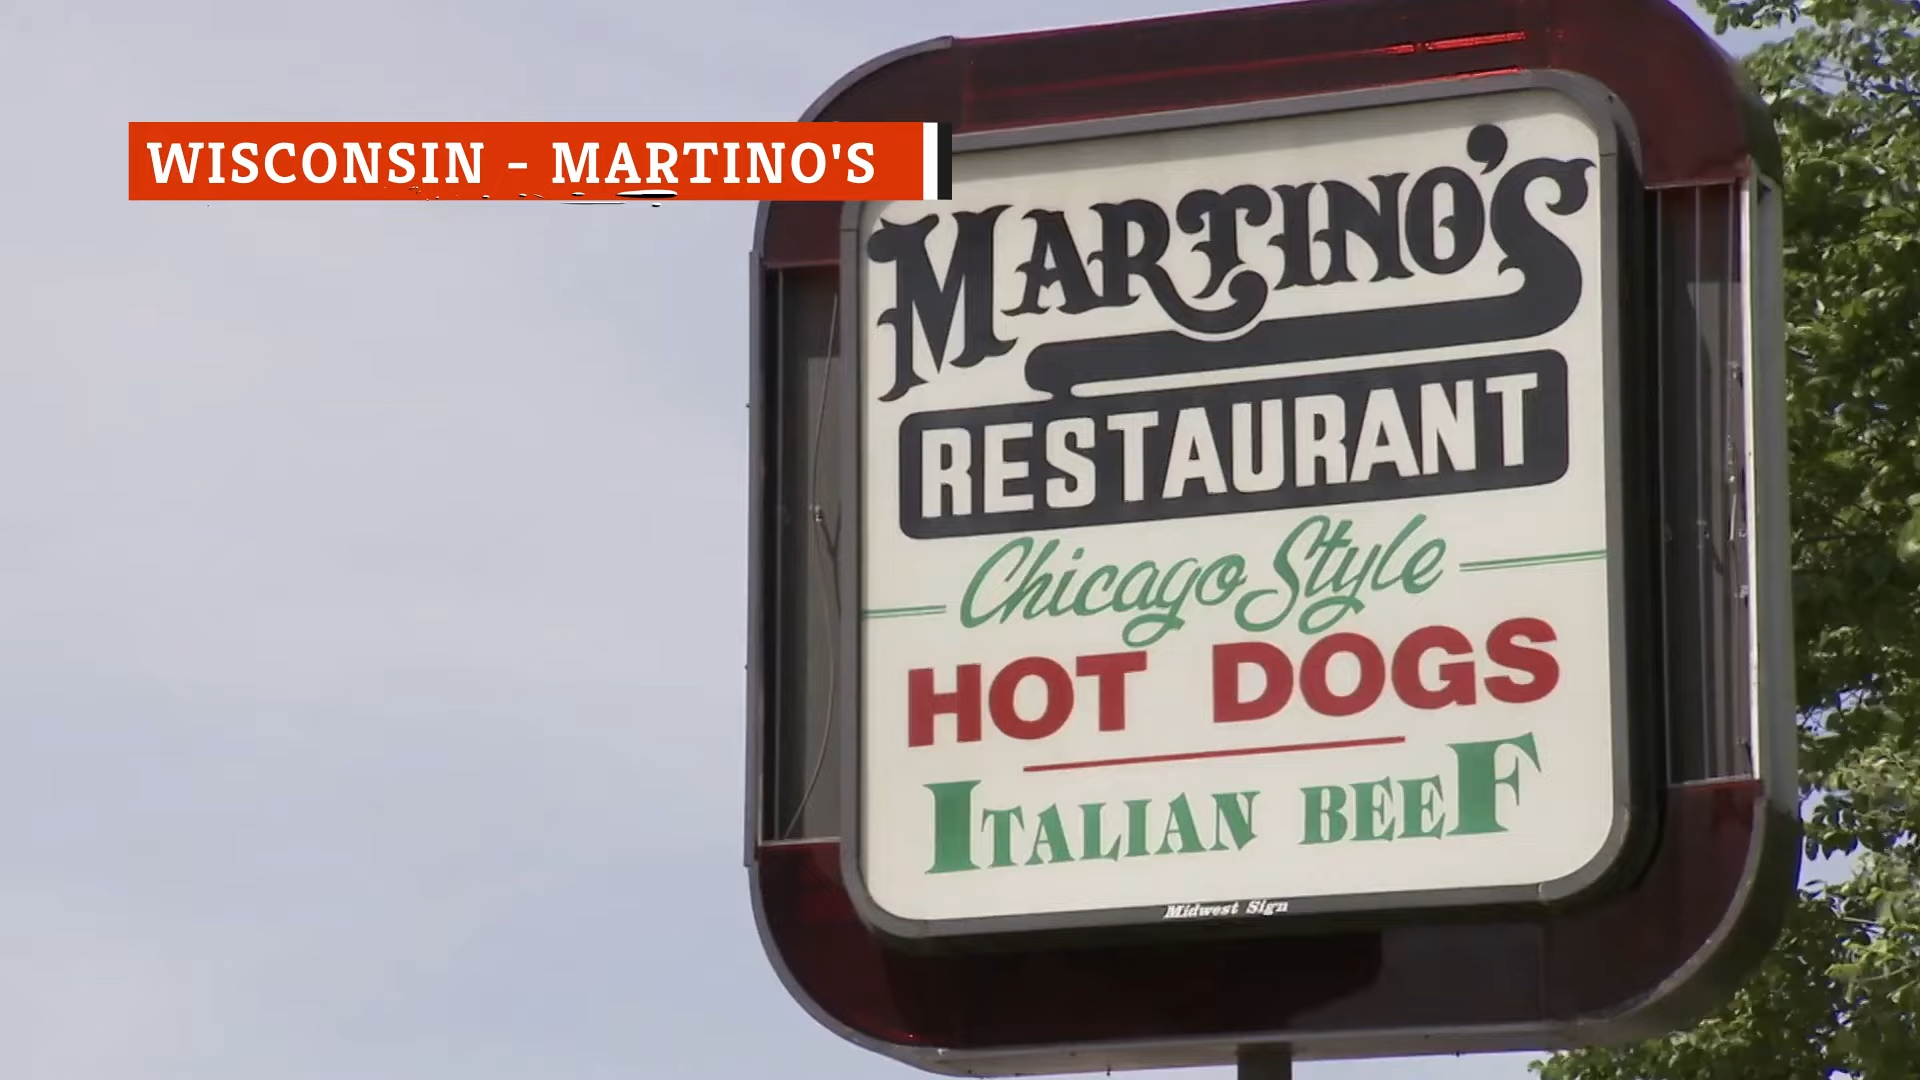 WISCONSIN - MARTINO'S
MARTINO'S
RESTAURANT
Chicago Style
HOT DOGS
ITALIAN BEEF
Midwest Sign